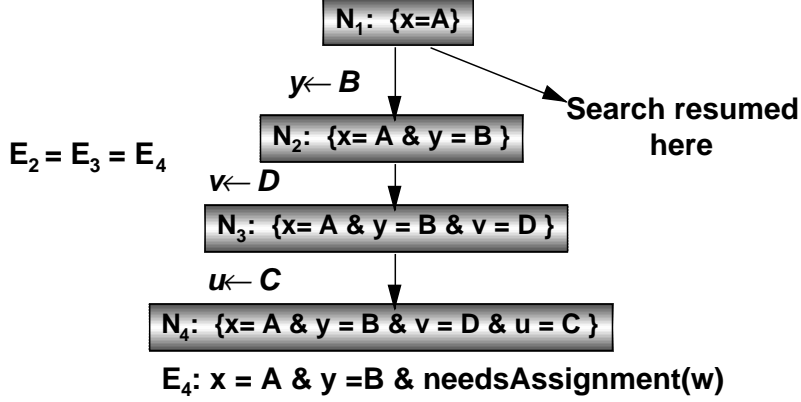 N1: {x=A}
y← B
Search resumed
here
N2: {x= A & y = B }
E2 = E3 = E4
v← D
N3: {x= A & y = B & v = D }
u← C
N4: {x= A & y = B & v = D & u = C }
E4: x = A & y =B & needsAssignment(w)